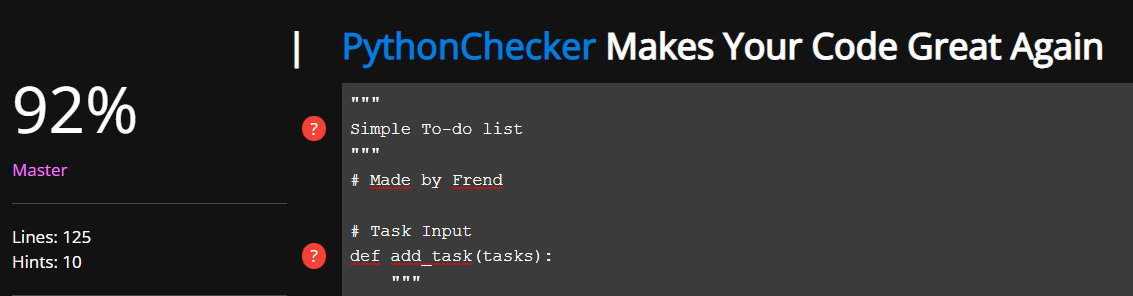 | PythonChecker Makes Your Code Great Again
92%
Master
Lines: 125
Hints: 10
"""
? Simple To-do list
"""
# Made by Frend
# Task Input
? def add_task(tasks):
"""